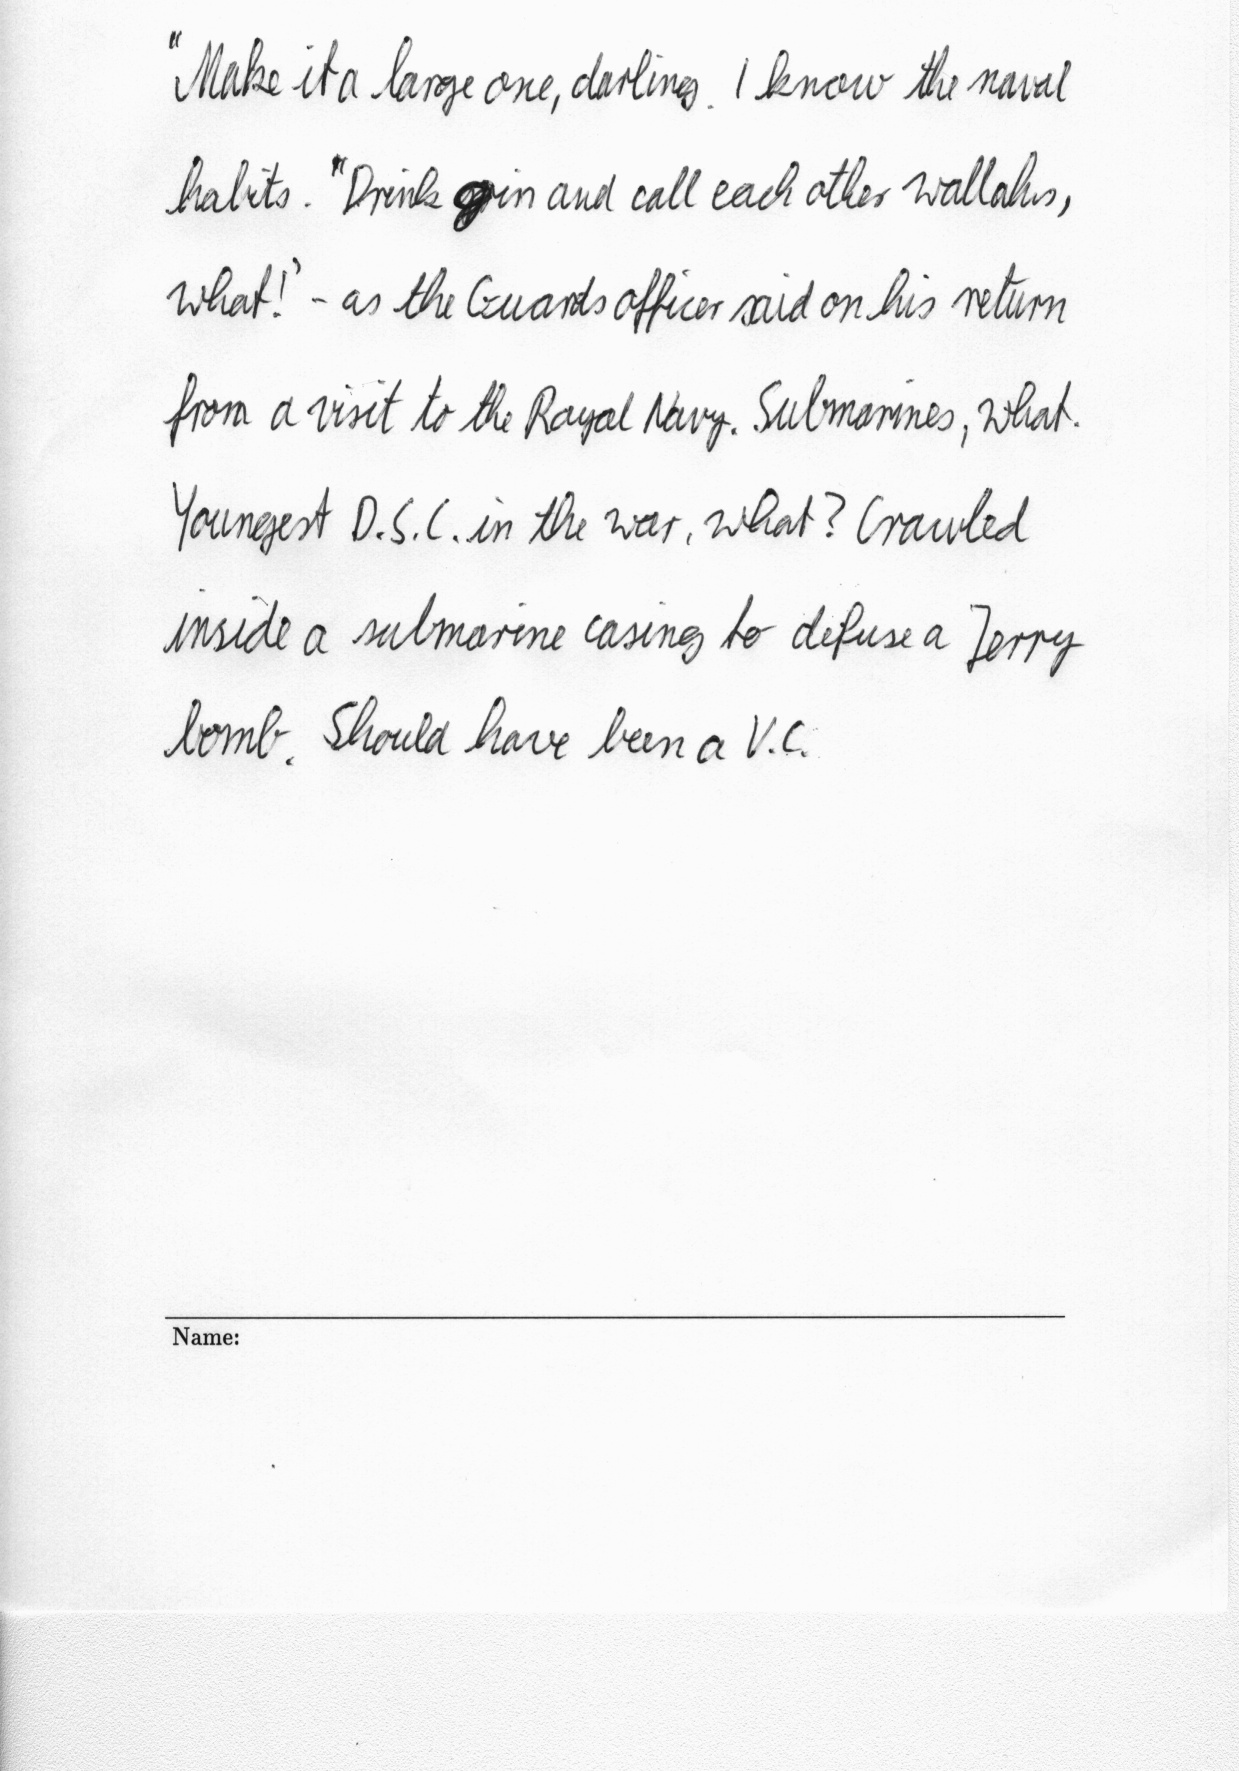 "Make it a large one, darling. I know the naval
habits. "Drink gin and call each other wallahs,
what!' - as the Guards officer said on his return
from a visit to the Royal Navy. Submarines, what.
Youngest D.S.C. in the war, what? Crawled
inside a submarine casing to defuse a Jerry
bomb. Should have been a V.C.
Name: